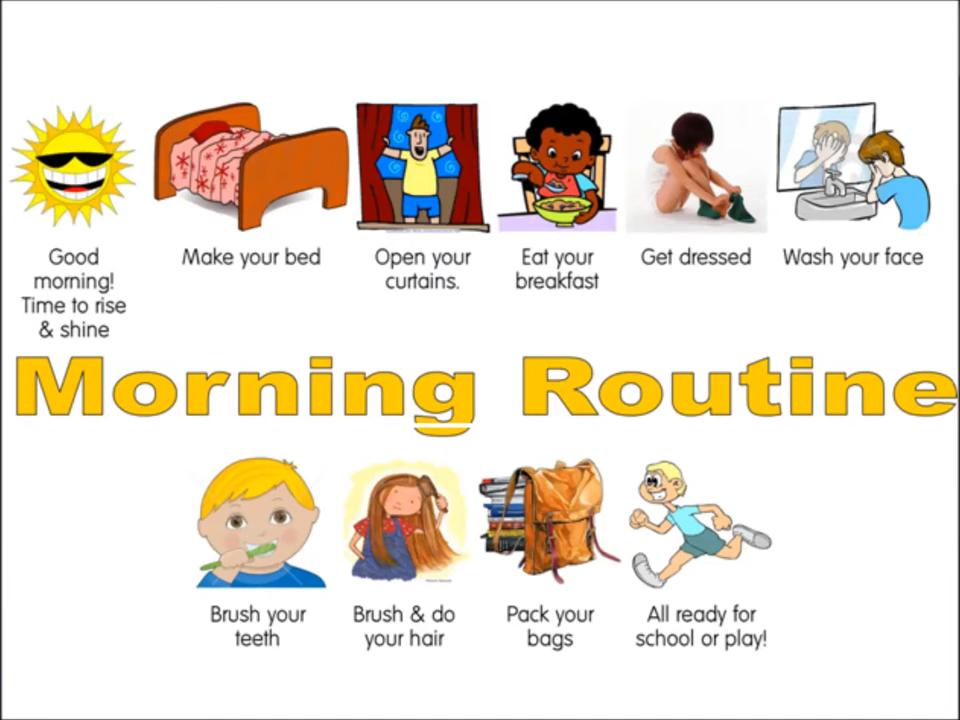 Good
morning!
Time to rise
& shine
Make your bed
Open your
curtains.
Eat your
breakfast
Get dressed
Wash your face
Morning Routine
Brush your
teeth
Brush & do
your hair
Pack your
bags
All ready for
school or play!